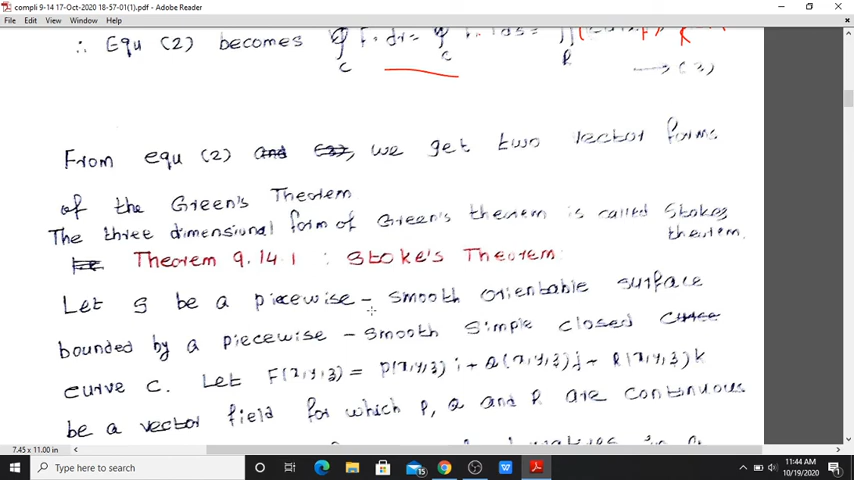 compli 9-14 17-Oct-2020 18-57-01(1).pdf - Adobe Reader
File Edit View Window Help
∴ Equ (2) becomes ∮ F· dr = ∮
C C R
→ (3)
From equ (2) and (3), we get two vector forms
of the Green's Theorem
The three dimensional form of Green's theorem is called Stokes
theorem.
Theorem 9.14.1 : Stoke's Theorem:
Let S be a piecewise - smooth orientable surface
bounded by a piecewise - smooth simple closed curve
curve C. Let F(x,y,z) = P(x,y,z) i + Q(x,y,z) j + R(x,y,z) k
be a vector field for which P, Q and R are continuous
in a
7.45 x 11.00 in
Type here to search
15
11:44 AM
10/19/2020